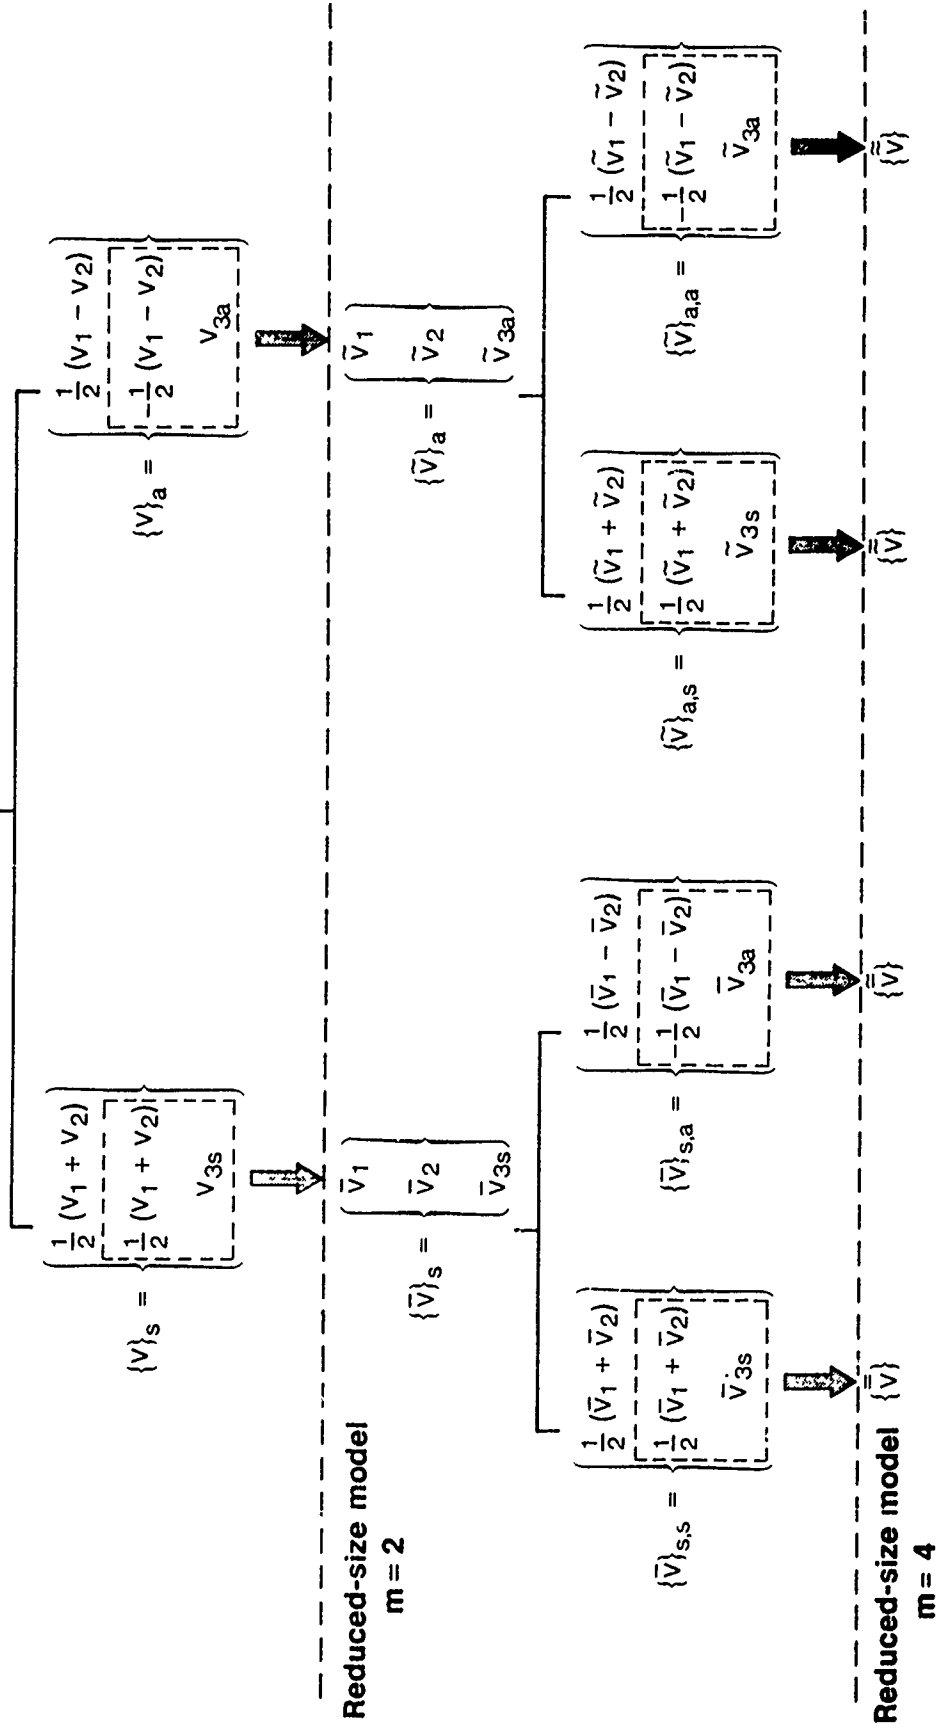 {V}ₛ = { ½ (V₁ + V₂)
½ (V₁ + V₂)
V₃ₛ }
{V}ₐ = { ½ (V₁ − V₂)
−½ (V₁ − V₂)
V₃ₐ }
Reduced-size model
m = 2
{V̄}ₛ = { V̄₁
V̄₂
V̄₃ₛ }
{Ṽ}ₐ = { Ṽ₁
Ṽ₂
Ṽ₃ₐ }
{V̄}ₛ,ₛ = { ½ (V̄₁ + V̄₂)
½ (V̄₁ + V̄₂)
V̄₃ₛ }
{V̄}ₛ,ₐ = { ½ (V̄₁ − V̄₂)
−½ (V̄₁ − V̄₂)
V̄₃ₐ }
{Ṽ}ₐ,ₛ = { ½ (Ṽ₁ + Ṽ₂)
½ (Ṽ₁ + Ṽ₂)
Ṽ₃ₛ }
{Ṽ}ₐ,ₐ = { ½ (Ṽ₁ − Ṽ₂)
−½ (Ṽ₁ − Ṽ₂)
Ṽ₃ₐ }
Reduced-size model
m = 4
{V̿} {V̿} {Ṽ̄} {Ṽ̃}